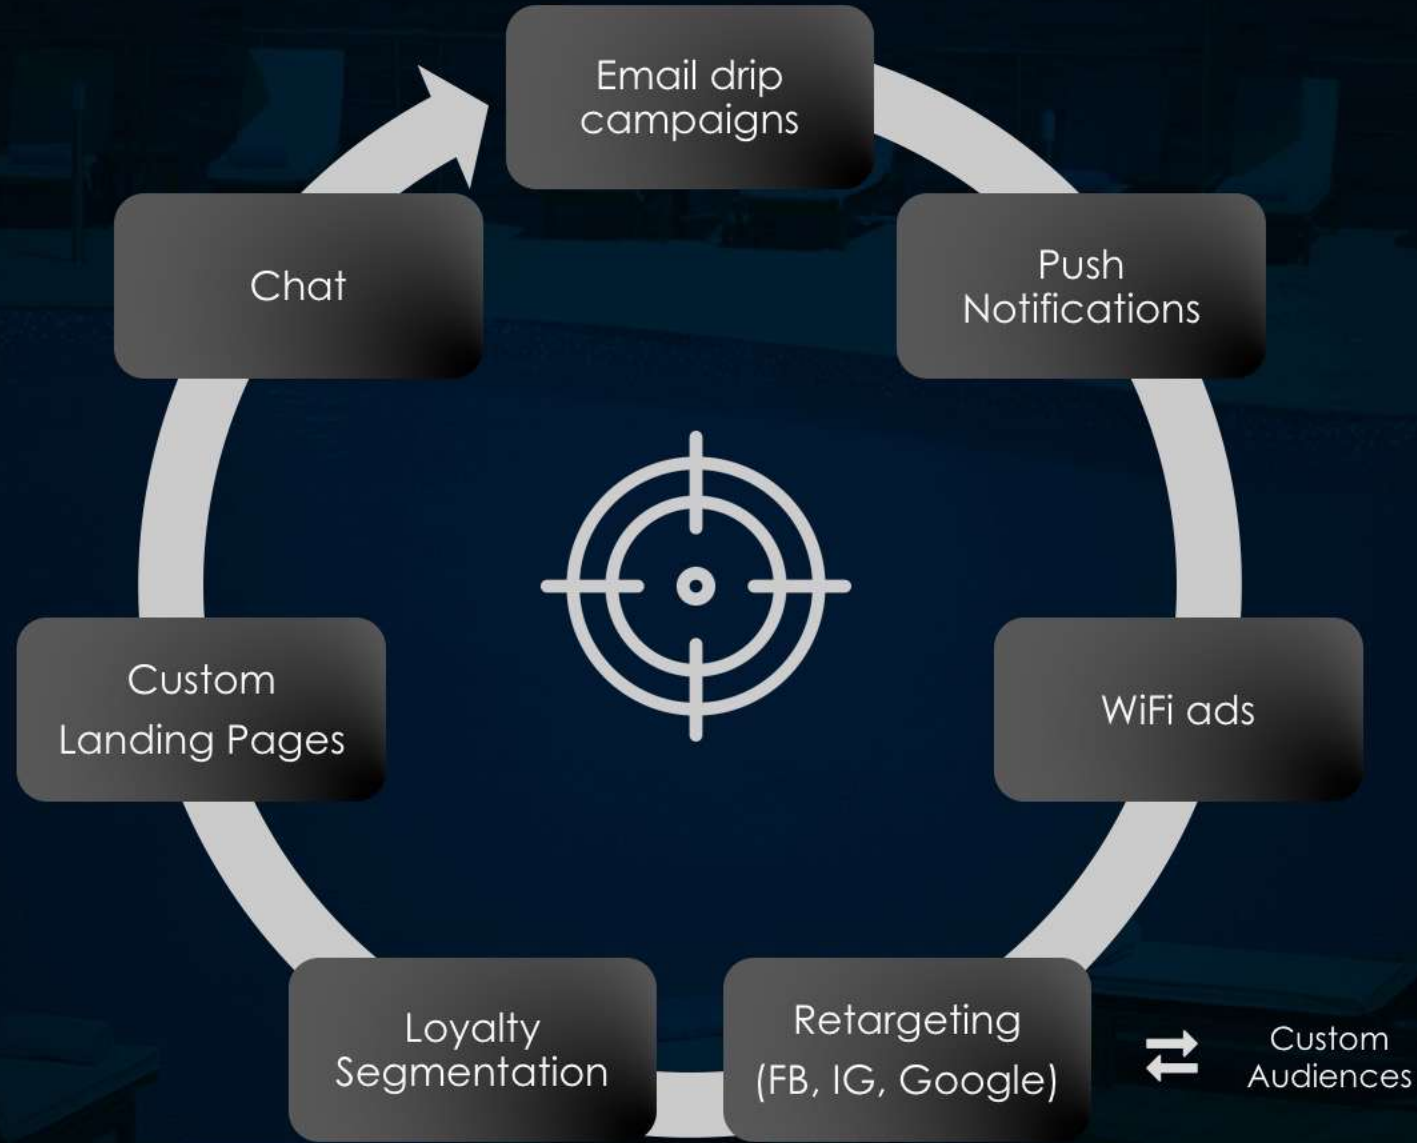 Email drip
campaigns
Push
Notifications
WiFi ads
Retargeting
(FB, IG, Google)
Custom
Audiences
Loyalty
Segmentation
Custom
Landing Pages
Chat